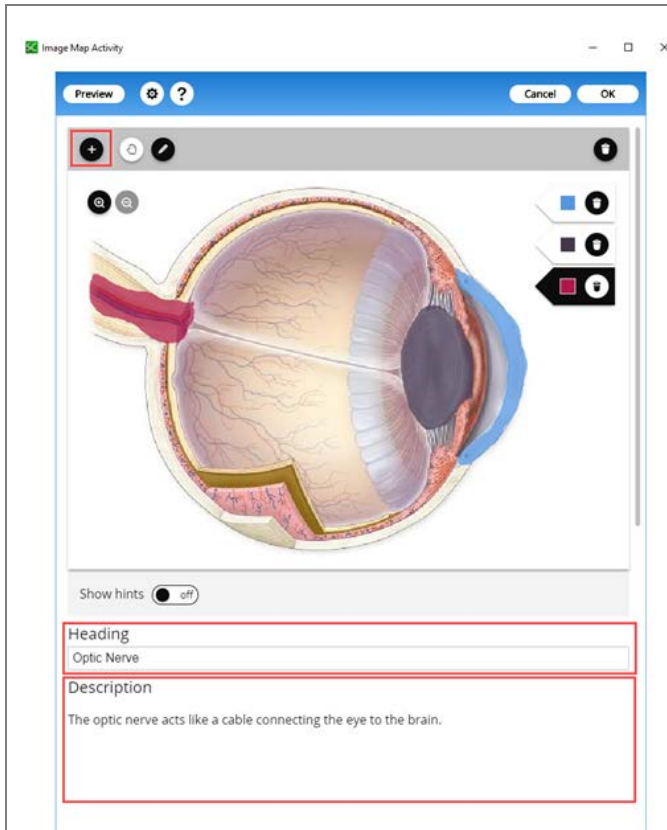 SC Image Map Activity
Preview ? Cancel OK
Show hints off
Heading
Optic Nerve
Description
The optic nerve acts like a cable connecting the eye to the brain.